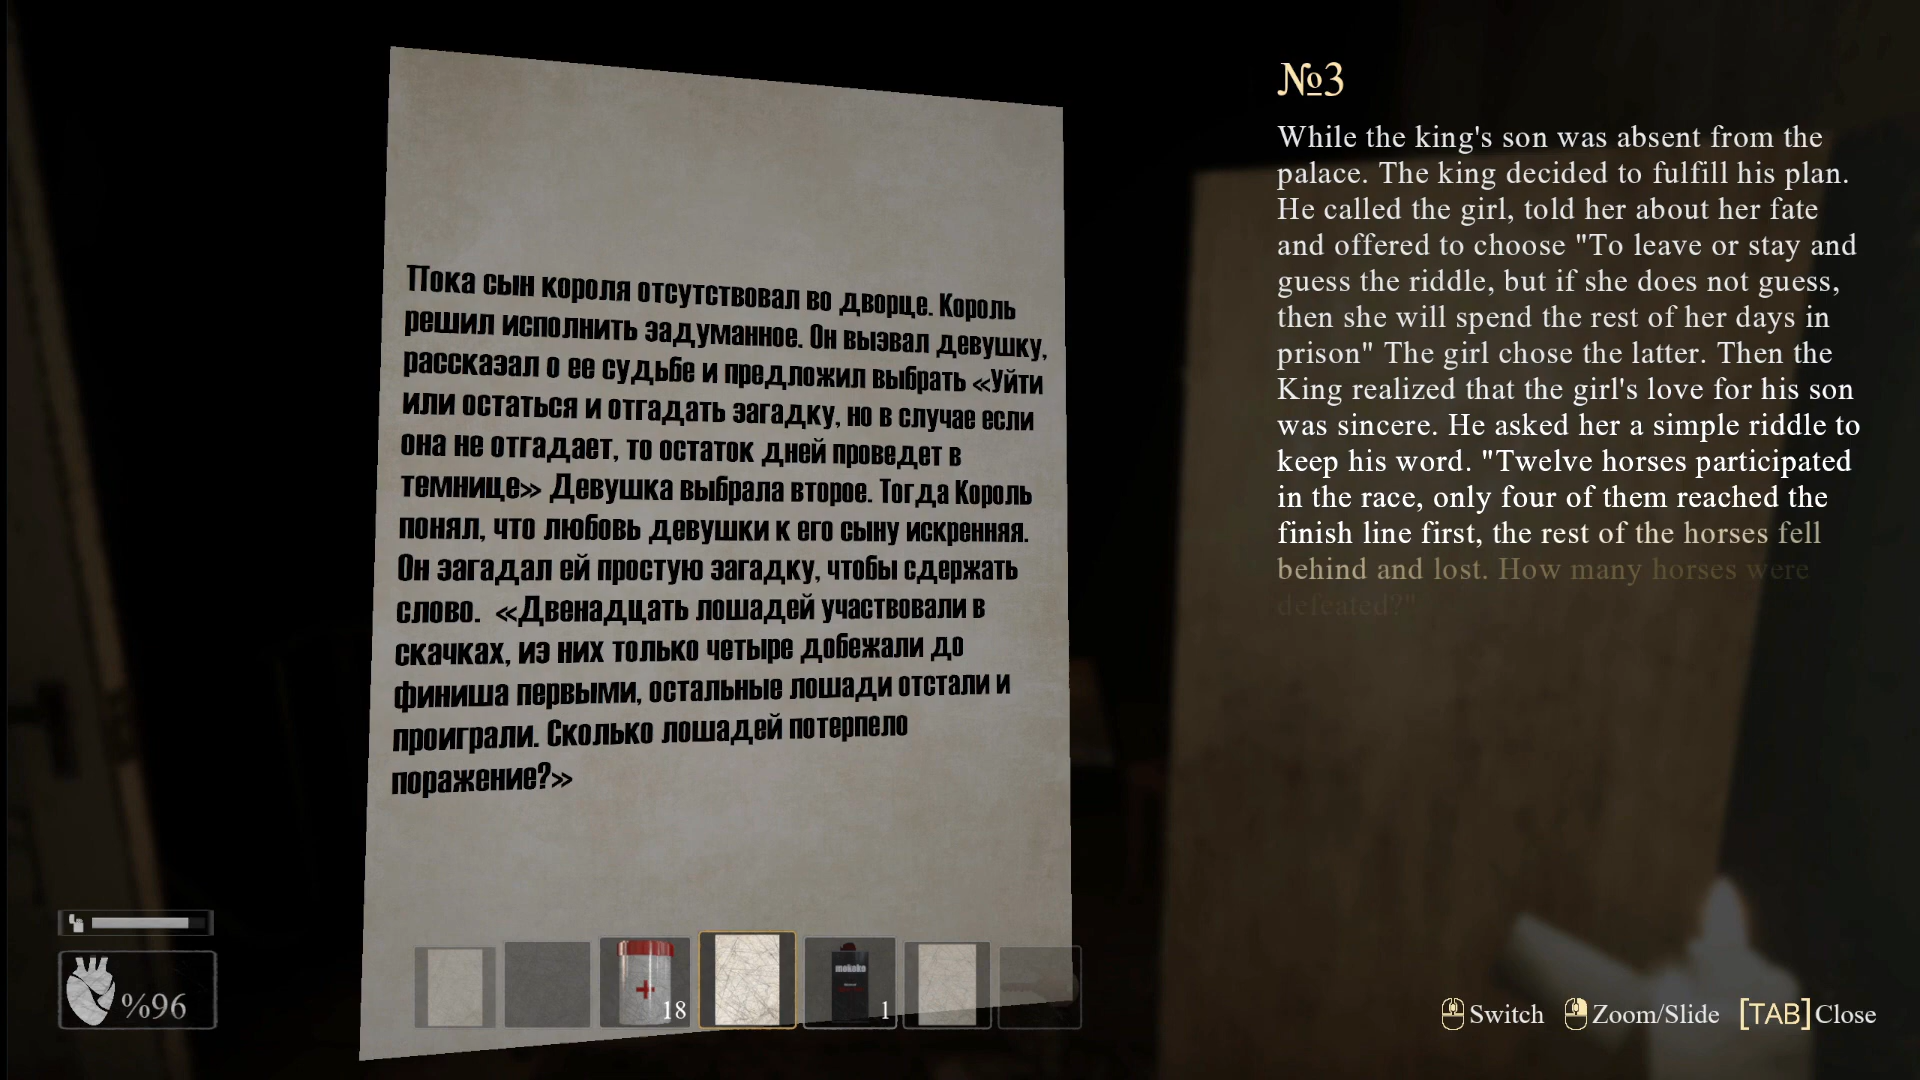 Пока сын короля отсутствовал во дворце. Король
решил исполнить задуманное. Он вызвал девушку,
рассказал о ее судьбе и предложил выбрать «Уйти
или остаться и отгадать загадку, но в случае если
она не отгадает, то остаток дней проведет в
темнице» Девушка выбрала второе. Тогда Король
понял, что любовь девушки к его сыну искренняя.
Он загадал ей простую загадку, чтобы сдержать
слово. «Двенадцать лошадей участвовали в
скачках, из них только четыре добежали до
финиша первыми, остальные лошади отстали и
проиграли. Сколько лошадей потерпело
поражение?»
№3
While the king's son was absent from the
palace. The king decided to fulfill his plan.
He called the girl, told her about her fate
and offered to choose "To leave or stay and
guess the riddle, but if she does not guess,
then she will spend the rest of her days in
prison" The girl chose the latter. Then the
King realized that the girl's love for his son
was sincere. He asked her a simple riddle to
keep his word. "Twelve horses participated
in the race, only four of them reached the
finish line first, the rest of the horses fell
behind and lost. How many horses were
defeated?"
%96
18
mokoko
1
Switch
Zoom/Slide
[TAB] Close